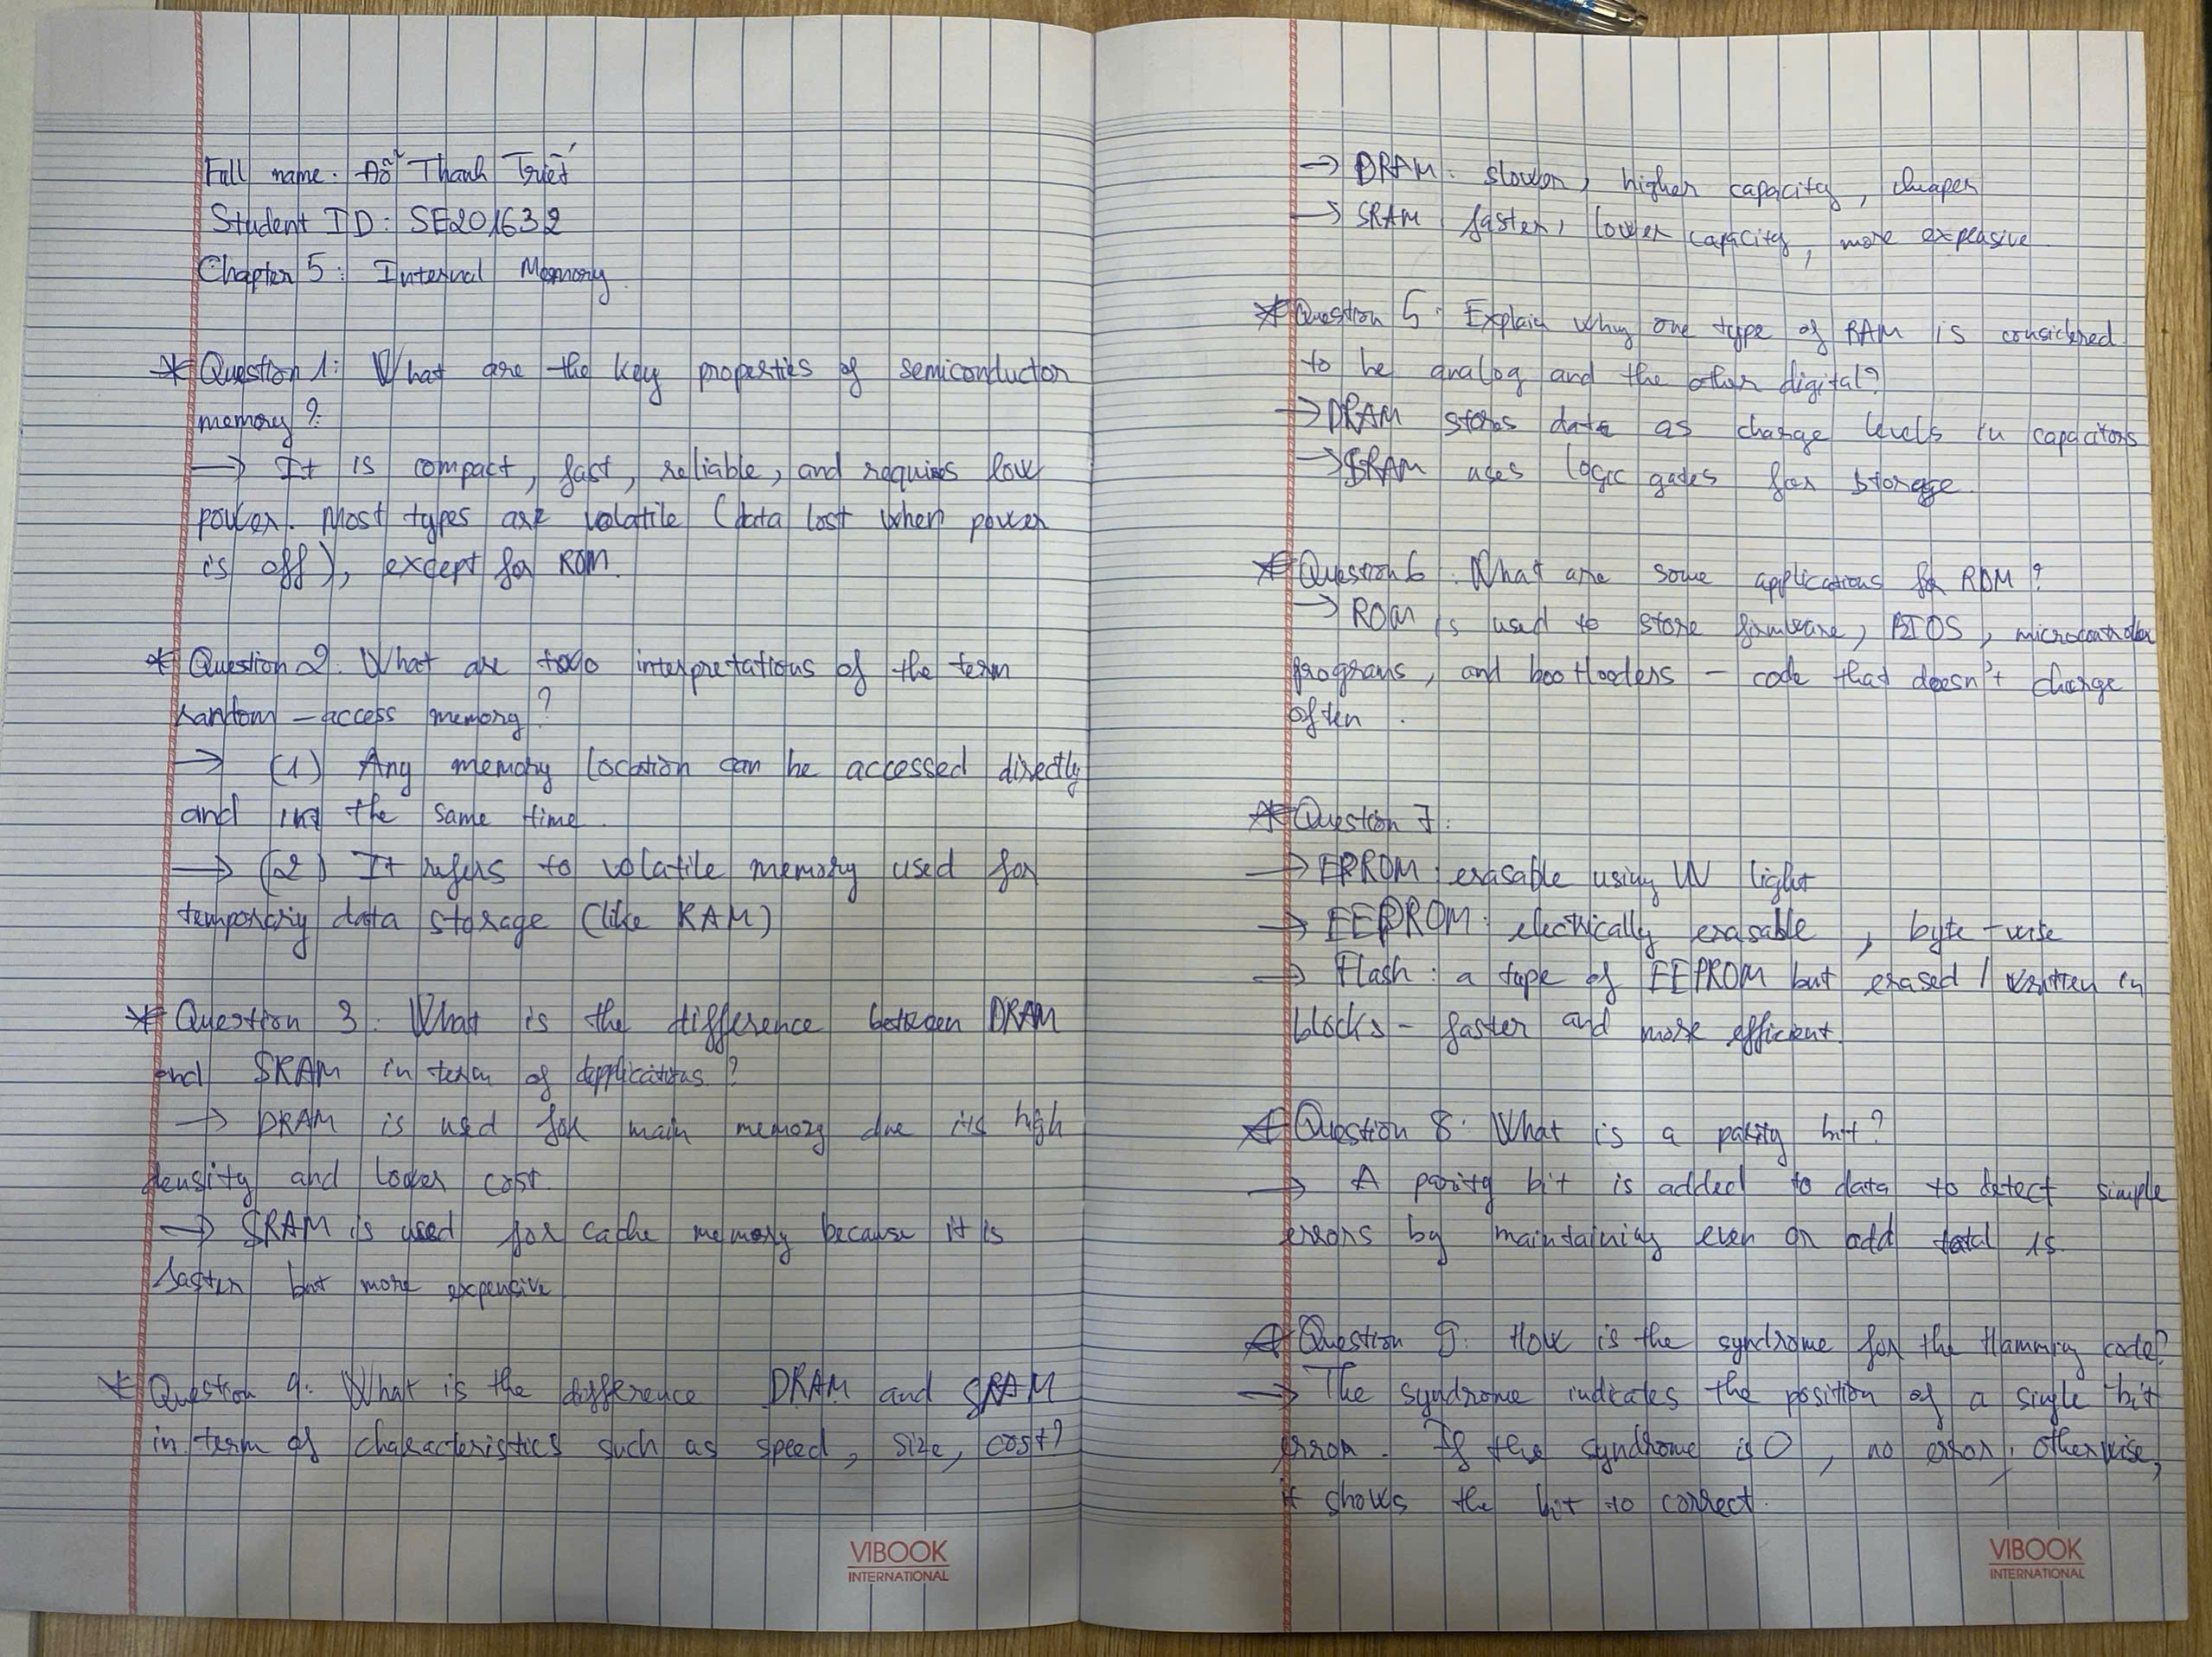 Full name: Đỗ Thanh Triết
Student ID: SE201632
Chapter 5: Internal Memory
* Question 1: What are the key properties of semiconductor
memory?
→ It is compact, fast, reliable, and requires low
power. Most types are volatile (data lost when power
is off), except for ROM.
* Question 2: What are two interpretations of the term
random-access memory?
→ (1) Any memory location can be accessed directly
and in the same time.
→ (2) It refers to volatile memory used for
temporary data storage (like RAM)
* Question 3: What is the difference between DRAM
and SRAM in term of applications?
→ DRAM is used for main memory due its high
density and lower cost.
→ SRAM is used for cache memory because it is
faster but more expensive
* Question 4: What is the difference DRAM and SRAM
in term of characteristics such as speed, size, cost?
VIBOOK
INTERNATIONAL
→ DRAM: slower, higher capacity, cheaper
→ SRAM faster, lower capacity, more expensive
* Question 5: Explain why one type of RAM is considered
to be analog and the other digital?
→ DRAM stores data as charge levels in capacitors
→ SRAM uses logic gates for storage.
* Question 6: What are some applications for ROM?
→ ROM is used to store firmware, BIOS, microcontroller
programs, and bootloaders - code that doesn't change
often.
* Question 7:
→ EPROM: erasable using UV light
→ EEPROM: electrically erasable, byte-wise
→ Flash: a type of EEPROM but erased / written in
blocks - faster and more efficient.
* Question 8: What is a parity bit?
→ A parity bit is added to data to detect simple
errors by maintaining even or odd total 1s.
* Question 9: How is the syndrome for the Hamming code?
→ The syndrome indicates the position of a single bit
error. If the syndrome is 0, no error; otherwise,
it shows the bit to correct.
VIBOOK
INTERNATIONAL